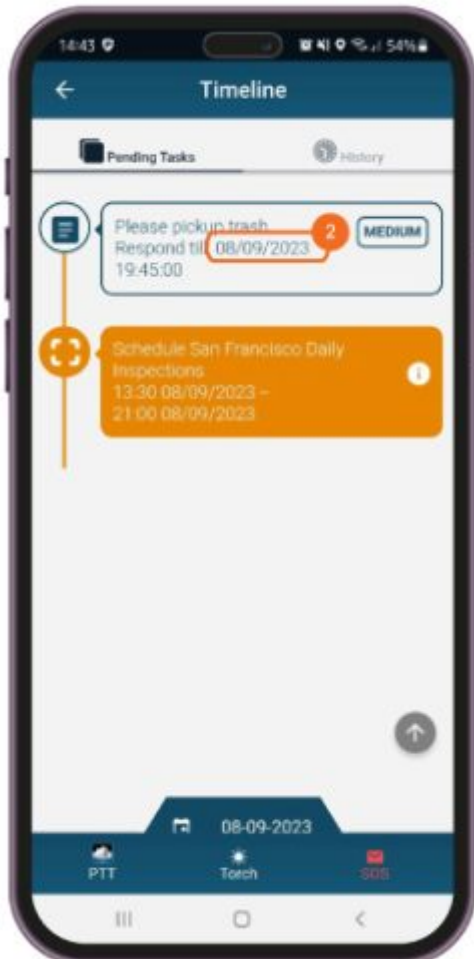 14:43 54%
Timeline
Pending Tasks History
Please pickup trash
Respond till 08/09/2023 2 MEDIUM
19:45:00
Schedule San Francisco Daily
Inspections
13:30 08/09/2023 –
21:00 08/09/2023
08-09-2023
PTT Torch SOS